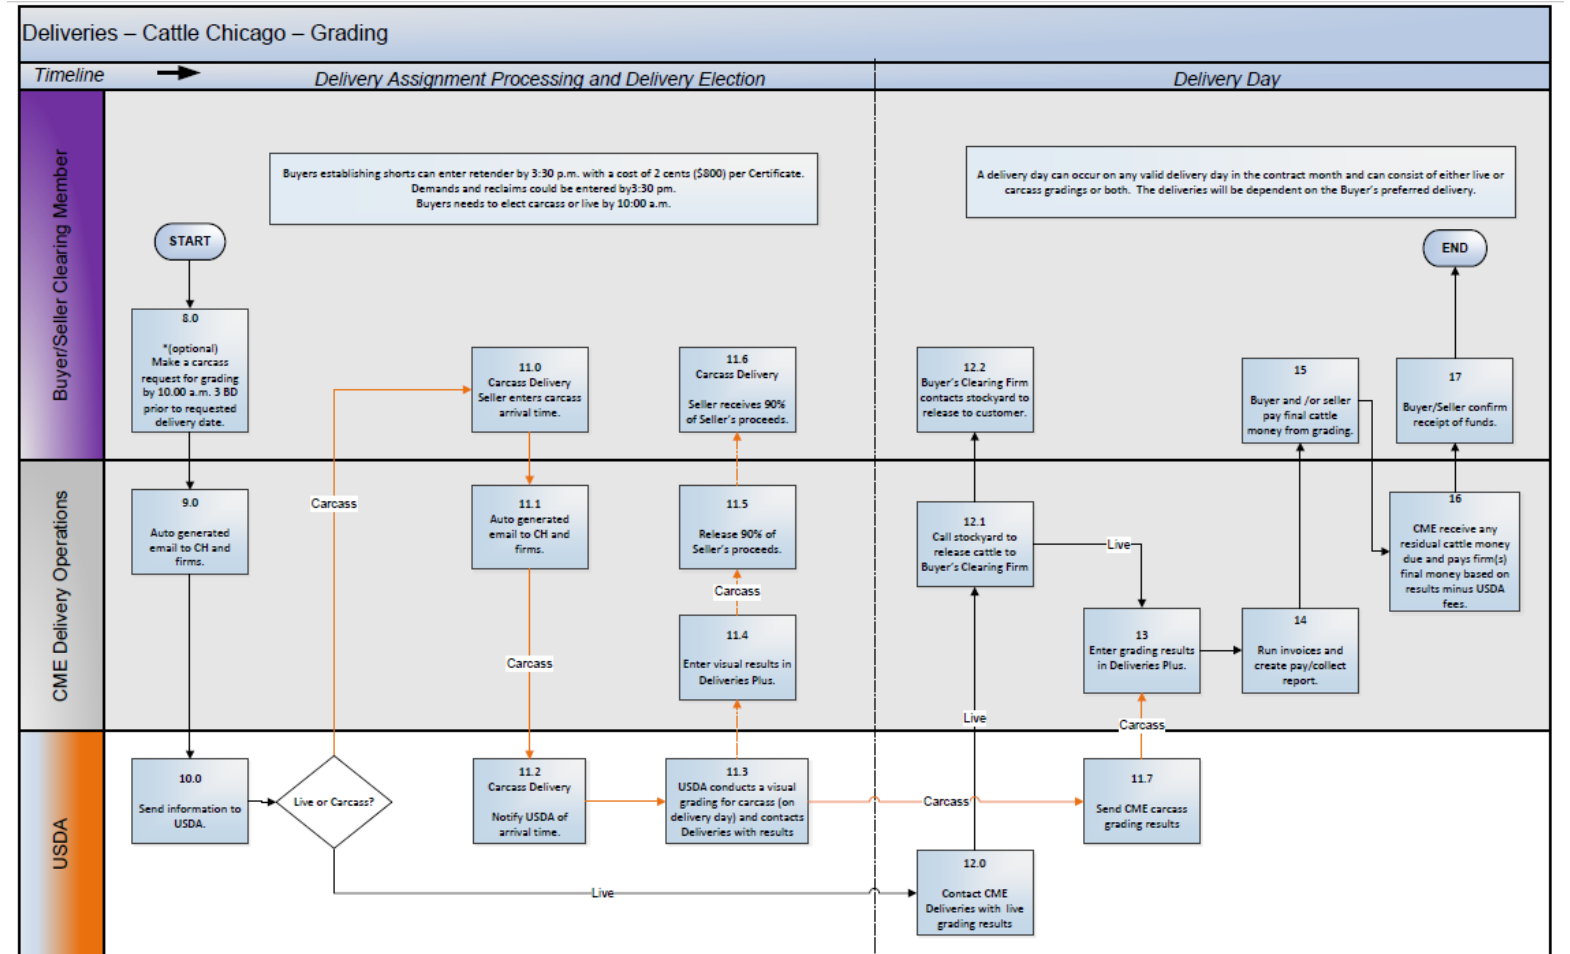 Deliveries – Cattle Chicago – Grading
Timeline
Delivery Assignment Processing and Delivery Election
Delivery Day
Buyer/Seller Clearing Member
Buyers establishing shorts can enter retender by 3:30 p.m. with a cost of 2 cents ($800) per Certificate.
Demands and reclaims could be entered by3:30 pm.
Buyers needs to elect carcass or live by 10:00 a.m.
A delivery day can occur on any valid delivery day in the contract month and can consist of either live or
carcass gradings or both. The deliveries will be dependent on the Buyer's preferred delivery.
START
END
8.0
*(optional)
Make a carcass
request for grading
by 10.00 a.m. 3 BD
prior to requested
delivery date.
11.0
Carcass Delivery
Seller enters carcass
arrival time.
11.6
Carcass Delivery
Seller receives 90%
of Seller's proceeds.
12.2
Buyer's Clearing Firm
contacts stockyard to
release to customer.
15
Buyer and /or seller
pay final cattle
money from grading.
17
Buyer/Seller confirm
receipt of funds.
CME Delivery Operations
9.0
Auto generated
email to CH and
firms.
Carcass
11.1
Auto generated
email to CH and
firms.
11.5
Release 90% of
Seller's proceeds.
Carcass
12.1
Call stockyard to
release cattle to
Buyer's Clearing Firm
Live
16
CME receive any
residual cattle money
due and pays firm(s)
final money based on
results minus USDA
fees.
Carcass
11.4
Enter visual results in
Deliveries Plus.
13
Enter grading results
in Deliveries Plus.
14
Run invoices and
create pay/collect
report.
Live
Carcass
USDA
10.0
Send information to
USDA.
Live or Carcass?
11.2
Carcass Delivery
Notify USDA of
arrival time.
11.3
USDA conducts a visual
grading for carcass (on
delivery day) and contacts
Deliveries with results
Carcass
11.7
Send CME carcass
grading results
Live
12.0
Contact CME
Deliveries with live
grading results